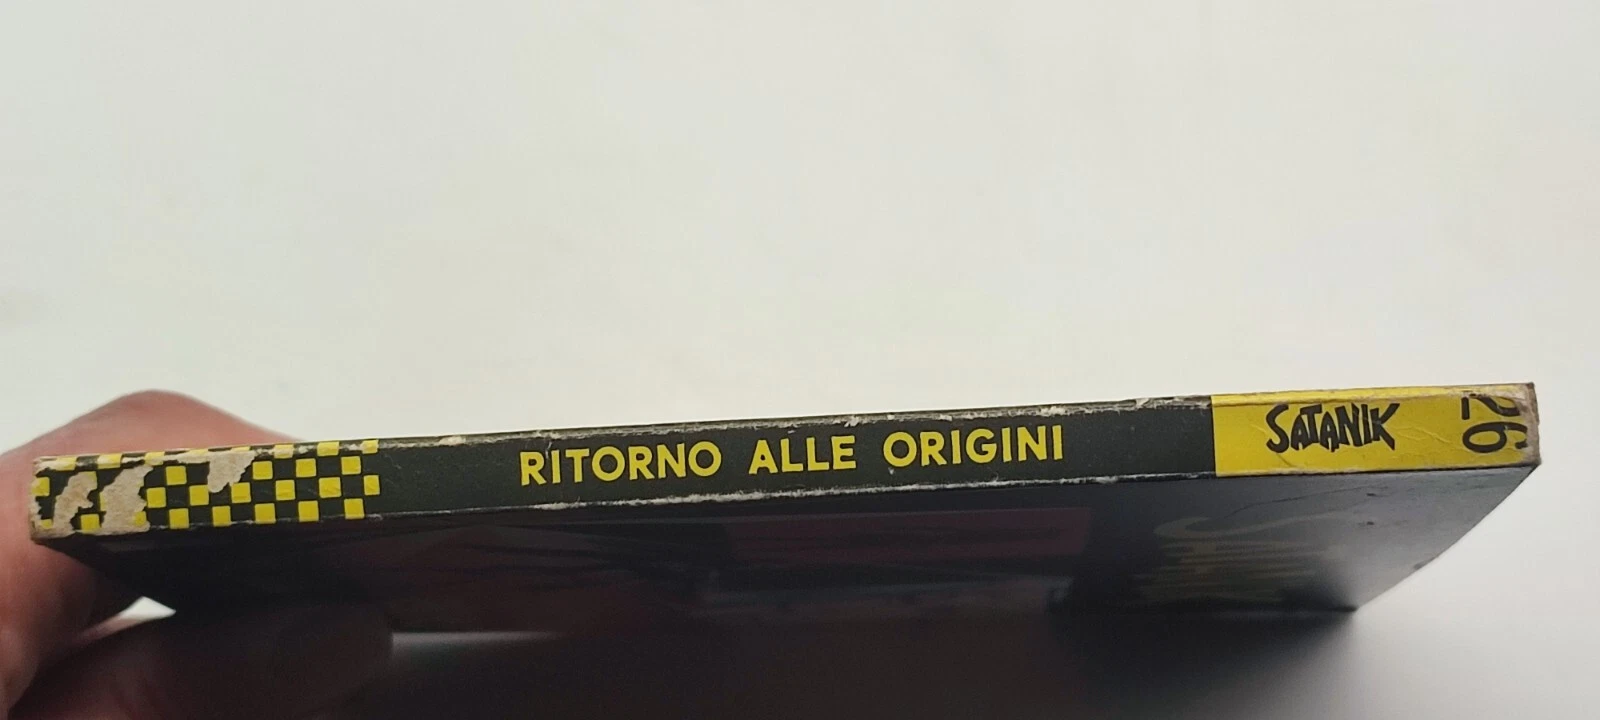 RITORNO ALLE ORIGINI
SATANIK
26